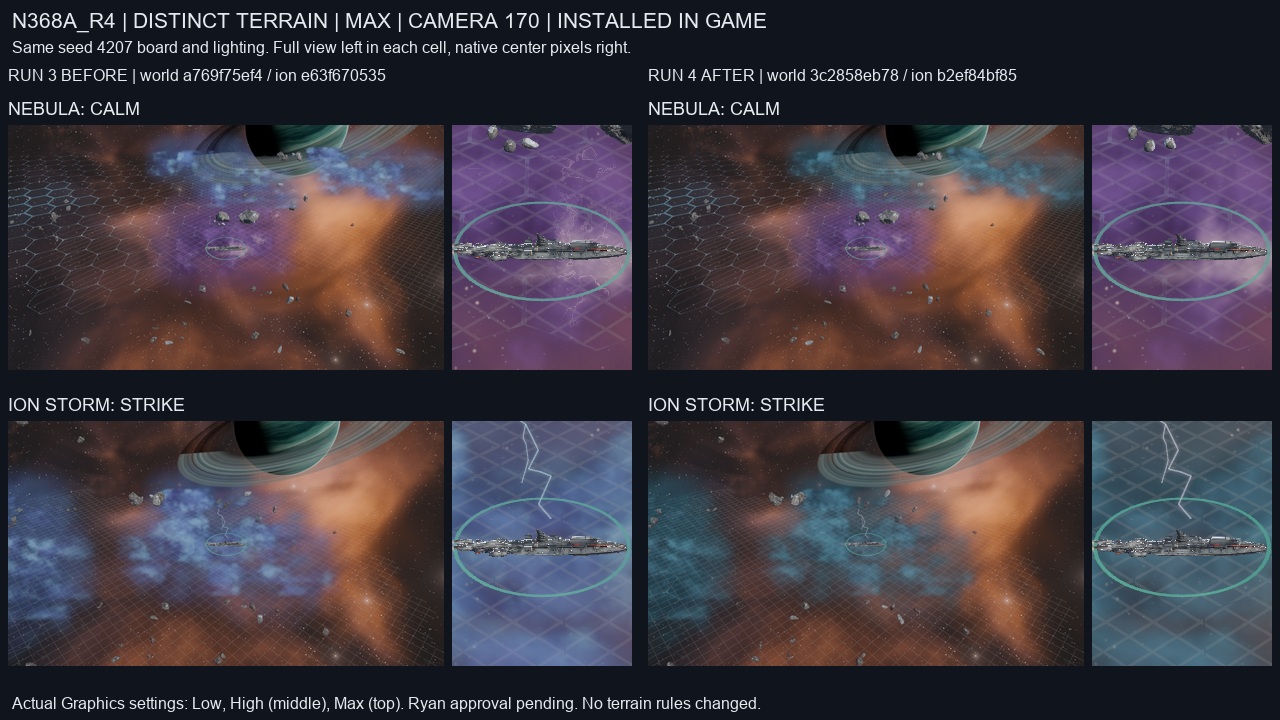 N368A_R4 | DISTINCT TERRAIN | MAX | CAMERA 170 | INSTALLED IN GAME
Same seed 4207 board and lighting. Full view left in each cell, native center pixels right.
RUN 3 BEFORE | world a769f75ef4 / ion e63f670535
RUN 4 AFTER | world 3c2858eb78 / ion b2ef84bf85
NEBULA: CALM
NEBULA: CALM
ION STORM: STRIKE
ION STORM: STRIKE
Actual Graphics settings: Low, High (middle), Max (top). Ryan approval pending. No terrain rules changed.